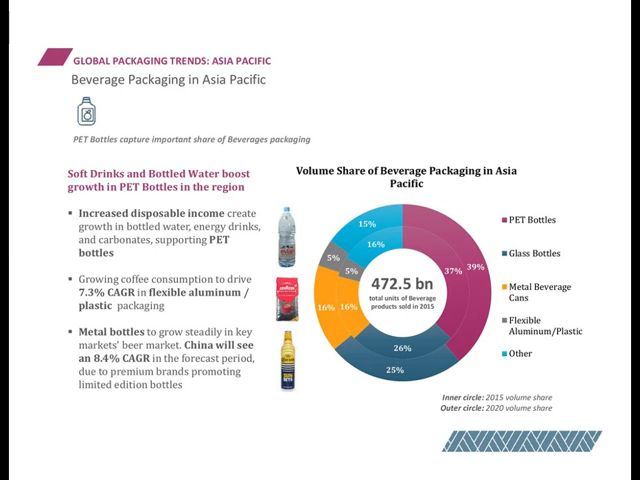 GLOBAL PACKAGING TRENDS: ASIA PACIFIC
Beverage Packaging in Asia Pacific
PET Bottles capture important share of Beverages packaging
Soft Drinks and Bottled Water boost
growth in PET Bottles in the region
▪ Increased disposable income create
growth in bottled water, energy drinks,
and carbonates, supporting PET
bottles
▪ Growing coffee consumption to drive
7.3% CAGR in flexible aluminum /
plastic packaging
▪ Metal bottles to grow steadily in key
markets' beer market. China will see
an 8.4% CAGR in the forecast period,
due to premium brands promoting
limited edition bottles
Volume Share of Beverage Packaging in Asia
Pacific
15%
16%
5%
5%
16%
16%
37%
39%
26%
25%
472.5 bn
total units of Beverage
products sold in 2015
PET Bottles
Glass Bottles
Metal Beverage
Cans
Flexible
Aluminum/Plastic
Other
Inner circle: 2015 volume share
Outer circle: 2020 volume share